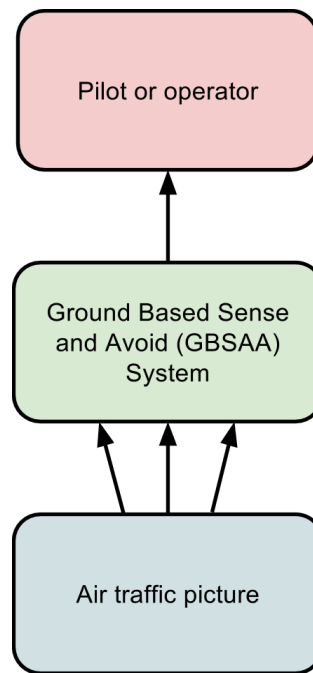 Pilot or operator
Ground Based Sense
and Avoid (GBSAA)
System
Air traffic picture